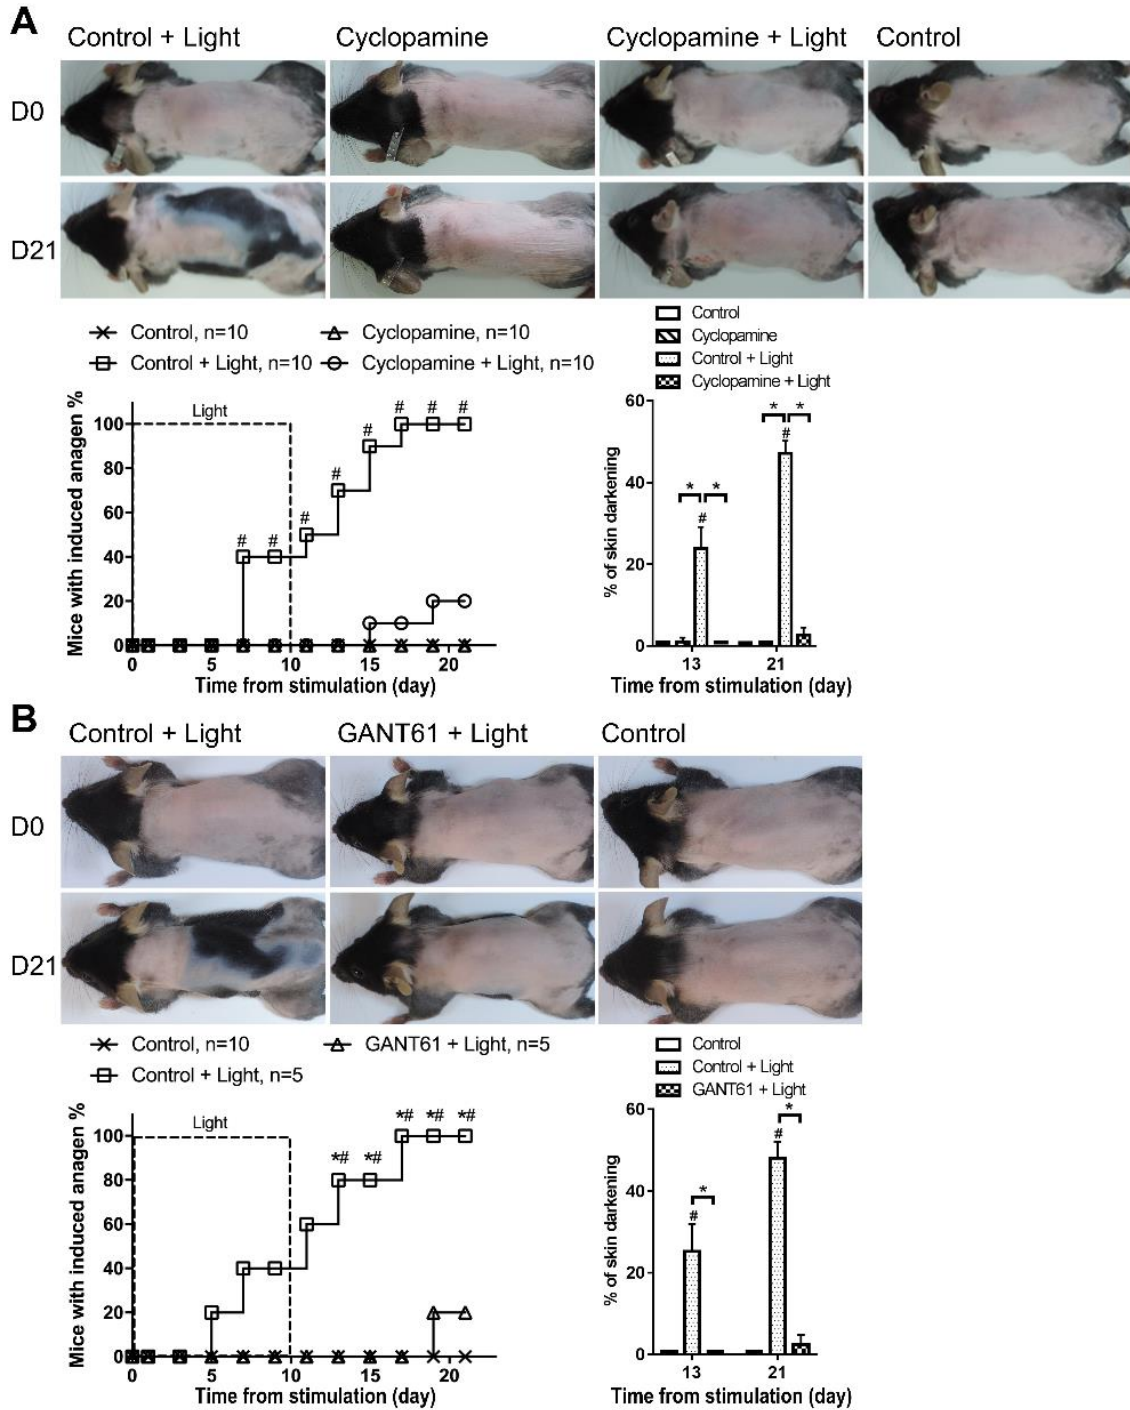 A
Control + Light Cyclopamine Cyclopamine + Light Control
D0
D21
Control, n=10 Cyclopamine, n=10
Control + Light, n=10 Cyclopamine + Light, n=10
Mice with induced anagen %
100
80
60
40
20
0
Light
# # # # # # # #
0 5 10 15 20
Time from stimulation (day)
Control
Cyclopamine
Control + Light
Cyclopamine + Light
% of skin darkening
60
40
20
0
* *
#
* *
#
13 21
Time from stimulation (day)
B
Control + Light GANT61 + Light Control
D0
D21
Control, n=10 GANT61 + Light, n=5
Control + Light, n=5
Mice with induced anagen %
100
80
60
40
20
0
Light
*# *# *# *# *#
0 5 10 15 20
Time from stimulation (day)
Control
Control + Light
GANT61 + Light
% of skin darkening
60
40
20
0
*
#
*
#
13 21
Time from stimulation (day)